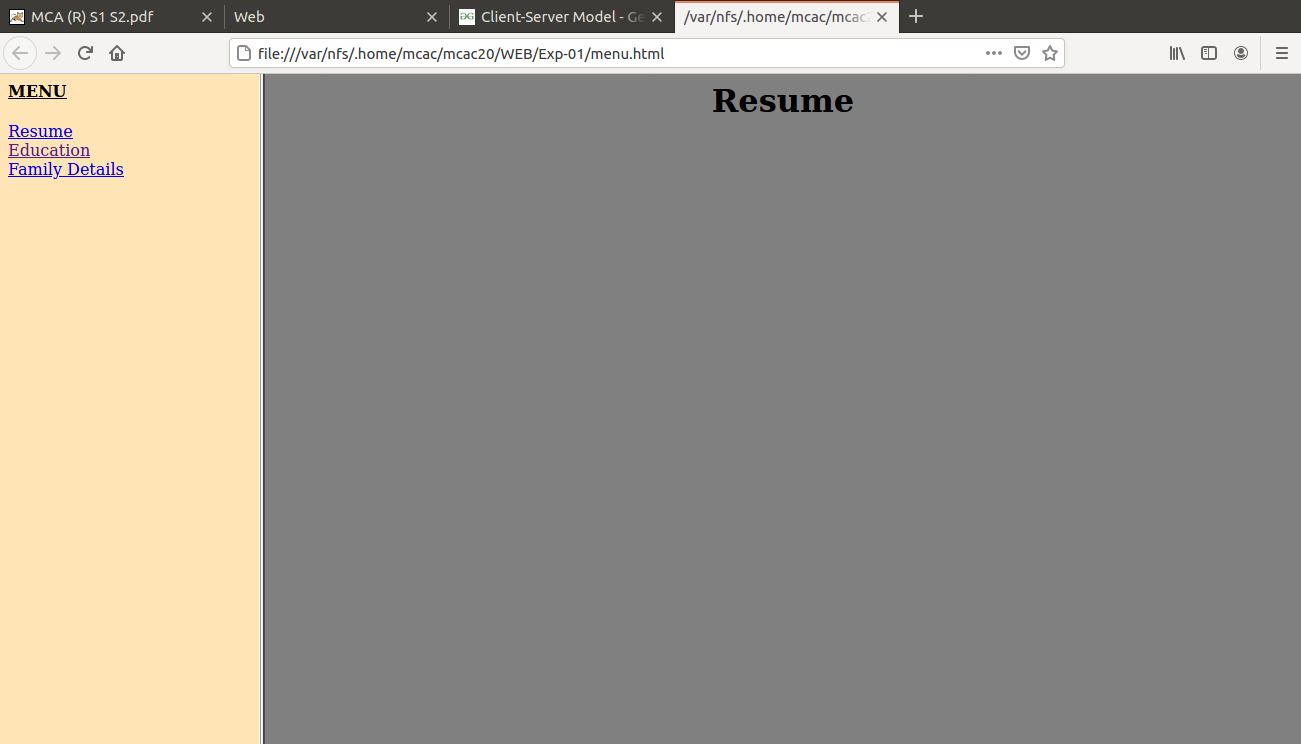 MCA (R) S1 S2.pdf
Web
Client-Server Model - Ge
/var/nfs/.home/mcac/mcac2
file:///var/nfs/.home/mcac/mcac20/WEB/Exp-01/menu.html
MENU
Resume
Education
Family Details
Resume